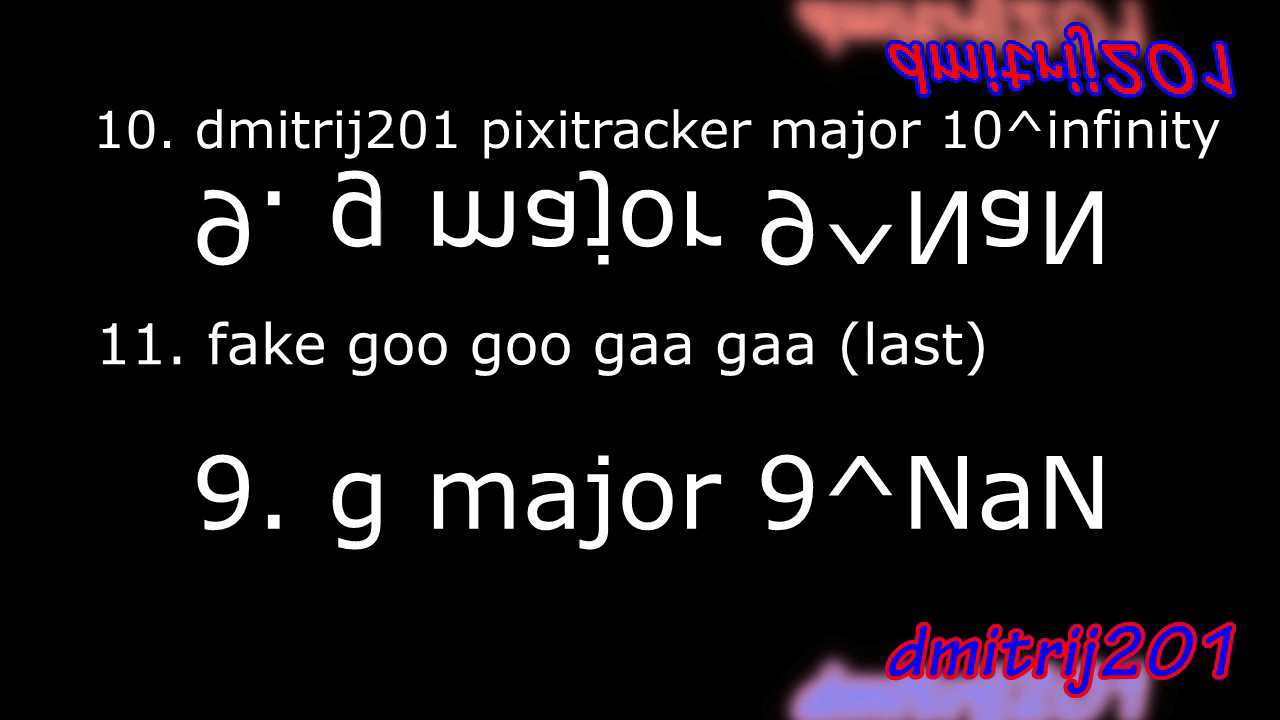 dmitrij201
10. dmitrij201 pixitracker major 10^infinity
9. g major 9^NaN
11. fake goo goo gaa gaa (last)
9. g major 9^NaN
dmitrij201